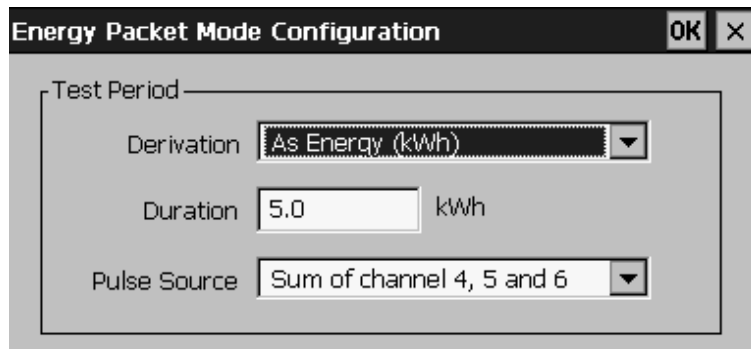 Energy Packet Mode Configuration OK ×
Test Period
Derivation As Energy (kWh)
Duration 5.0 kWh
Pulse Source Sum of channel 4, 5 and 6